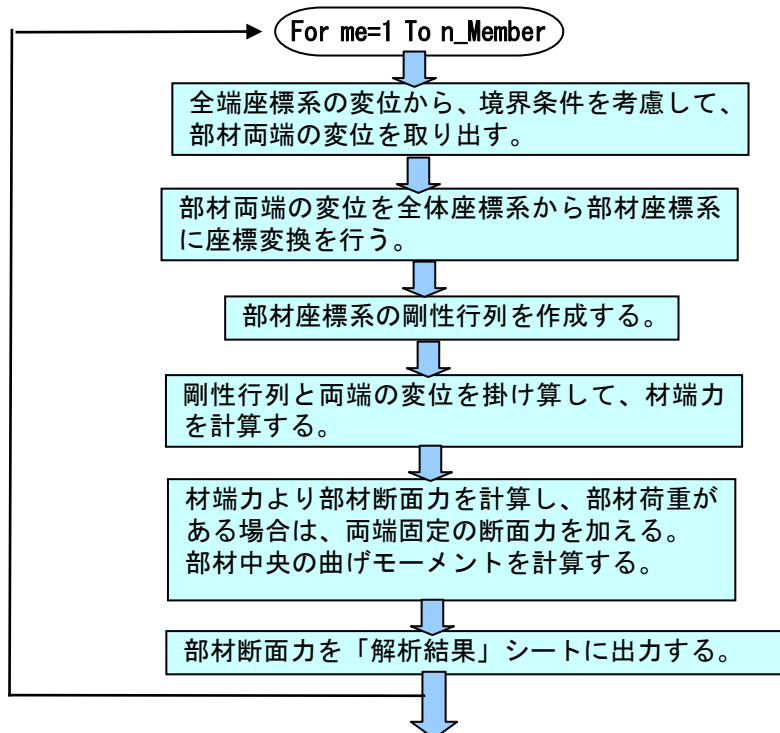 For me=1 To n_Member
全端座標系の変位から、境界条件を考慮して、
部材両端の変位を取り出す。
部材両端の変位を全体座標系から部材座標系
に座標変換を行う。
部材座標系の剛性行列を作成する。
剛性行列と両端の変位を掛け算して、材端力
を計算する。
材端力より部材断面力を計算し、部材荷重が
ある場合は、両端固定の断面力を加える。
部材中央の曲げモーメントを計算する。
部材断面力を「解析結果」シートに出力する。